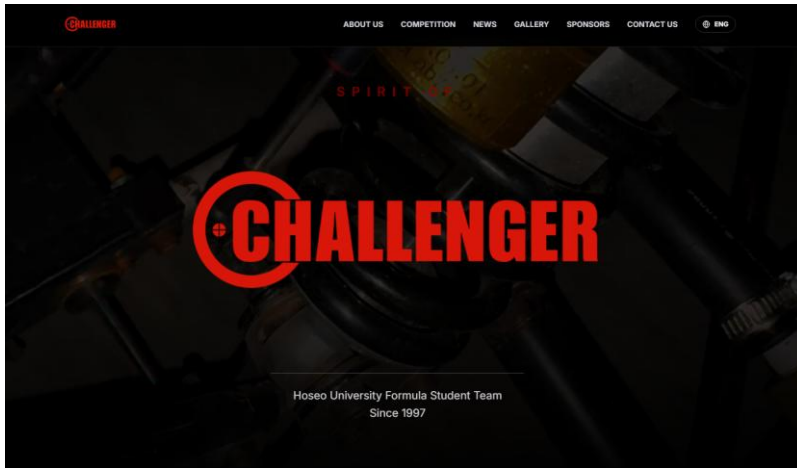 CHALLENGER
ABOUT US COMPETITION NEWS GALLERY SPONSORS CONTACT US ENG
SPIRIT OF
CHALLENGER
Hoseo University Formula Student Team
Since 1997